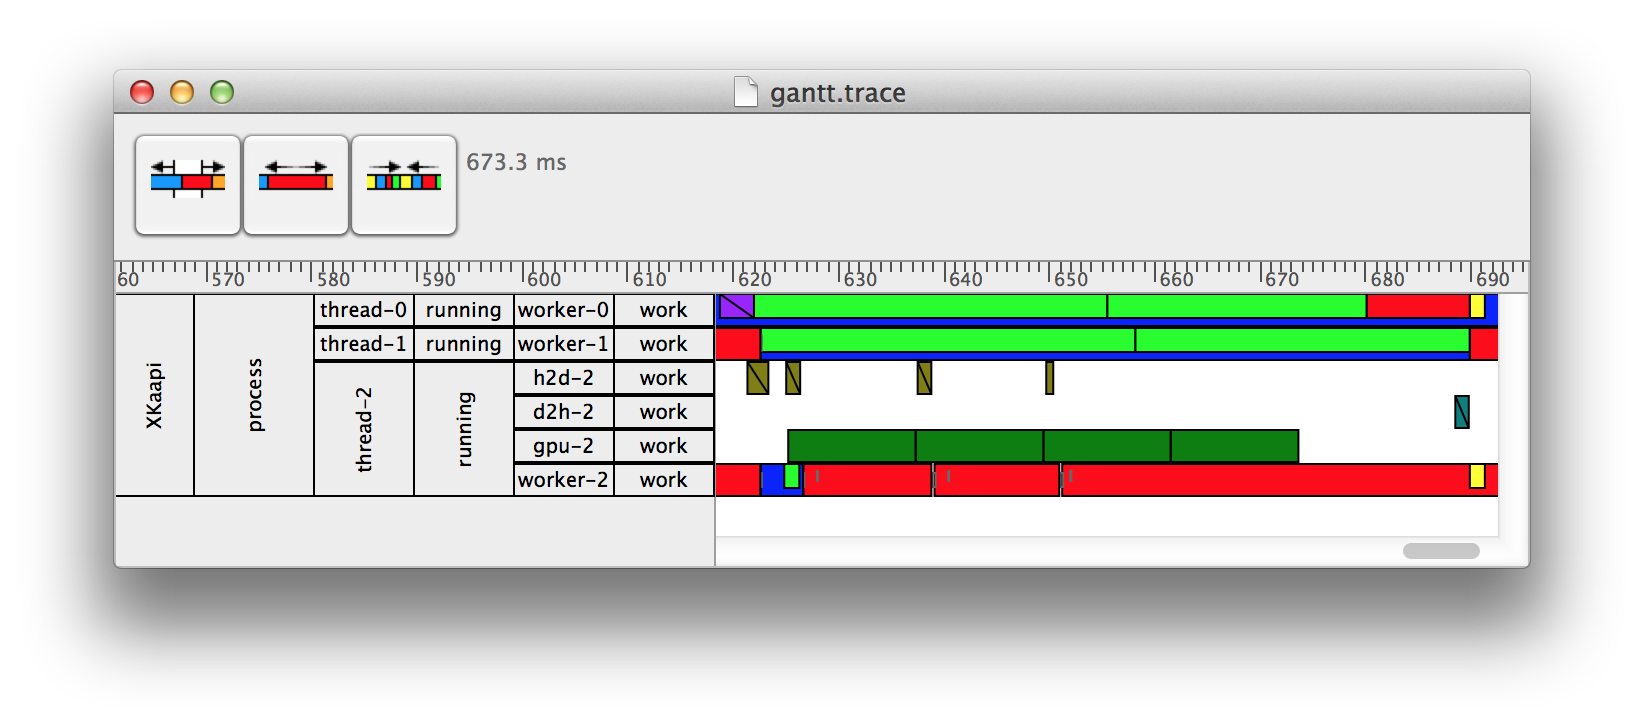 gantt.trace
673.3 ms
60 570 580 590 600 610 620 630 640 650 660 670 680 690
XKaapi process thread-0 running worker-0 work
thread-1 running worker-1 work
thread-2 running h2d-2 work
d2h-2 work
gpu-2 work
worker-2 work